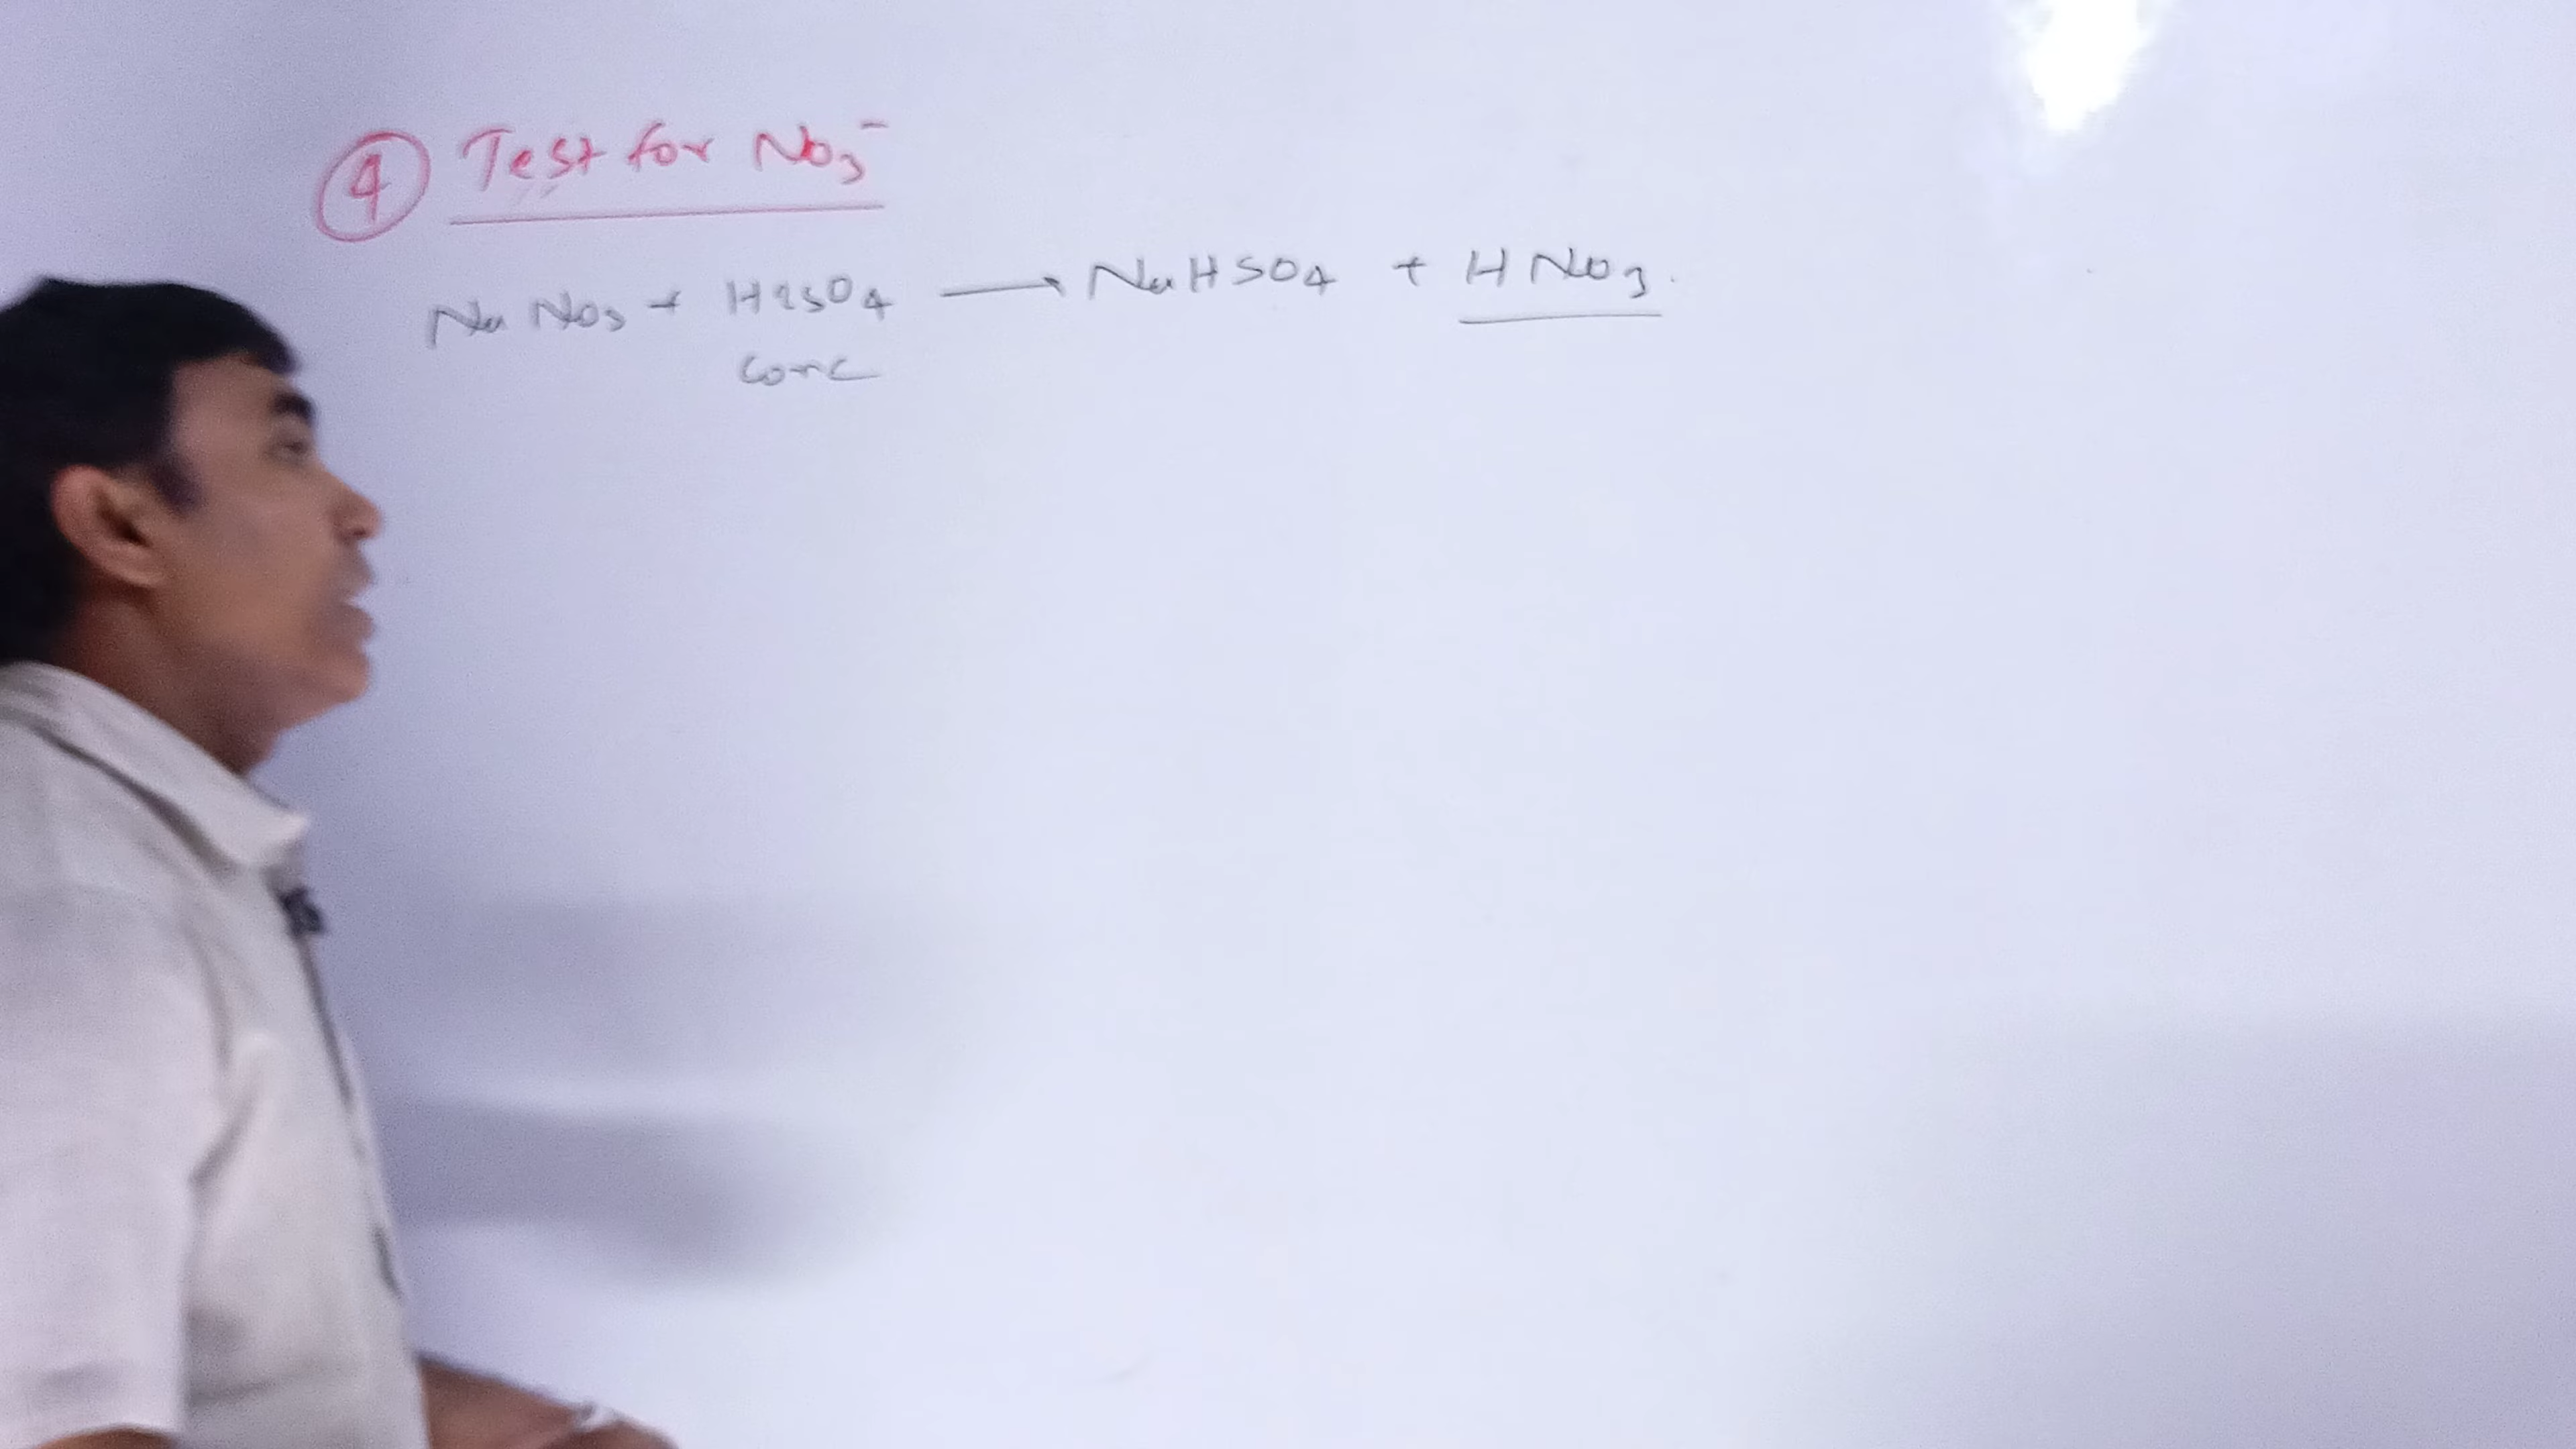 ④ Test for NO₃⁻
NaNO₃ + H₂SO₄ ⟶ NaHSO₄ + HNO₃.
conc